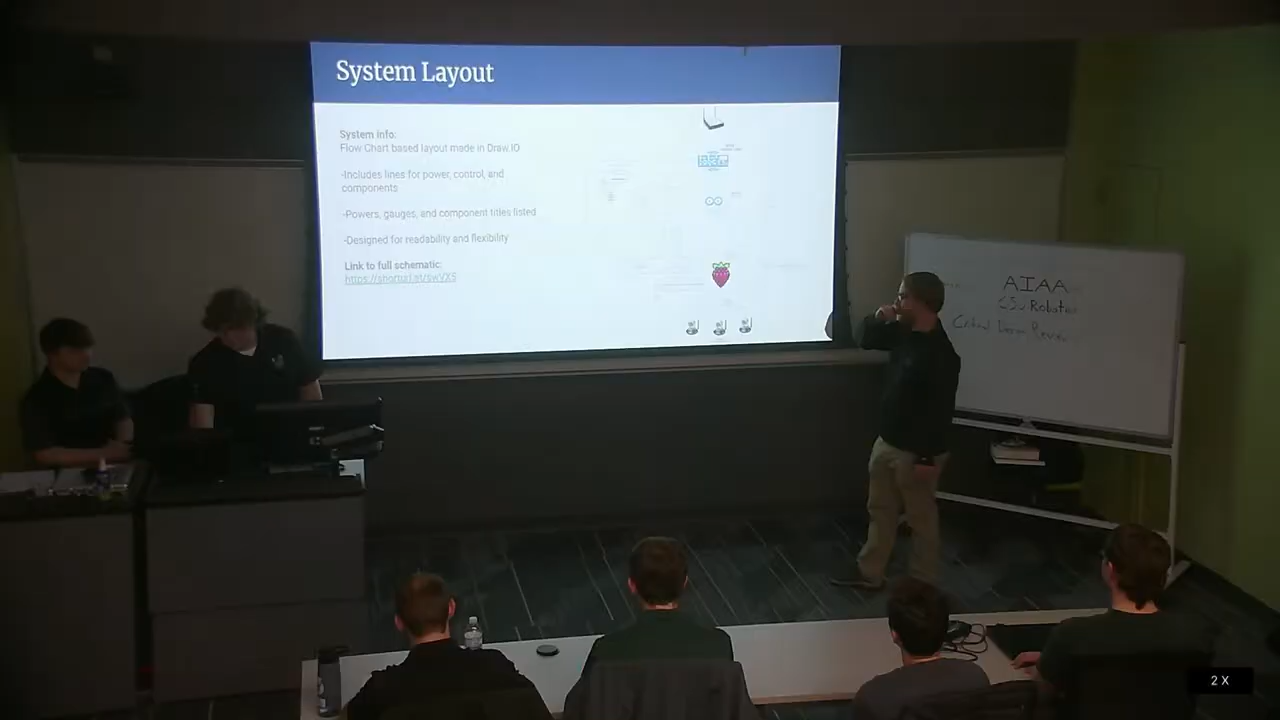 System Layout
System info:
Flow Chart based layout made in Draw.IO
-Includes lines for power, control, and
components
-Powers, gauges, and component titles listed
-Designed for readability and flexibility
Link to full schematic:
AIAA
CSU Robotics
Critical Design Review
2 X